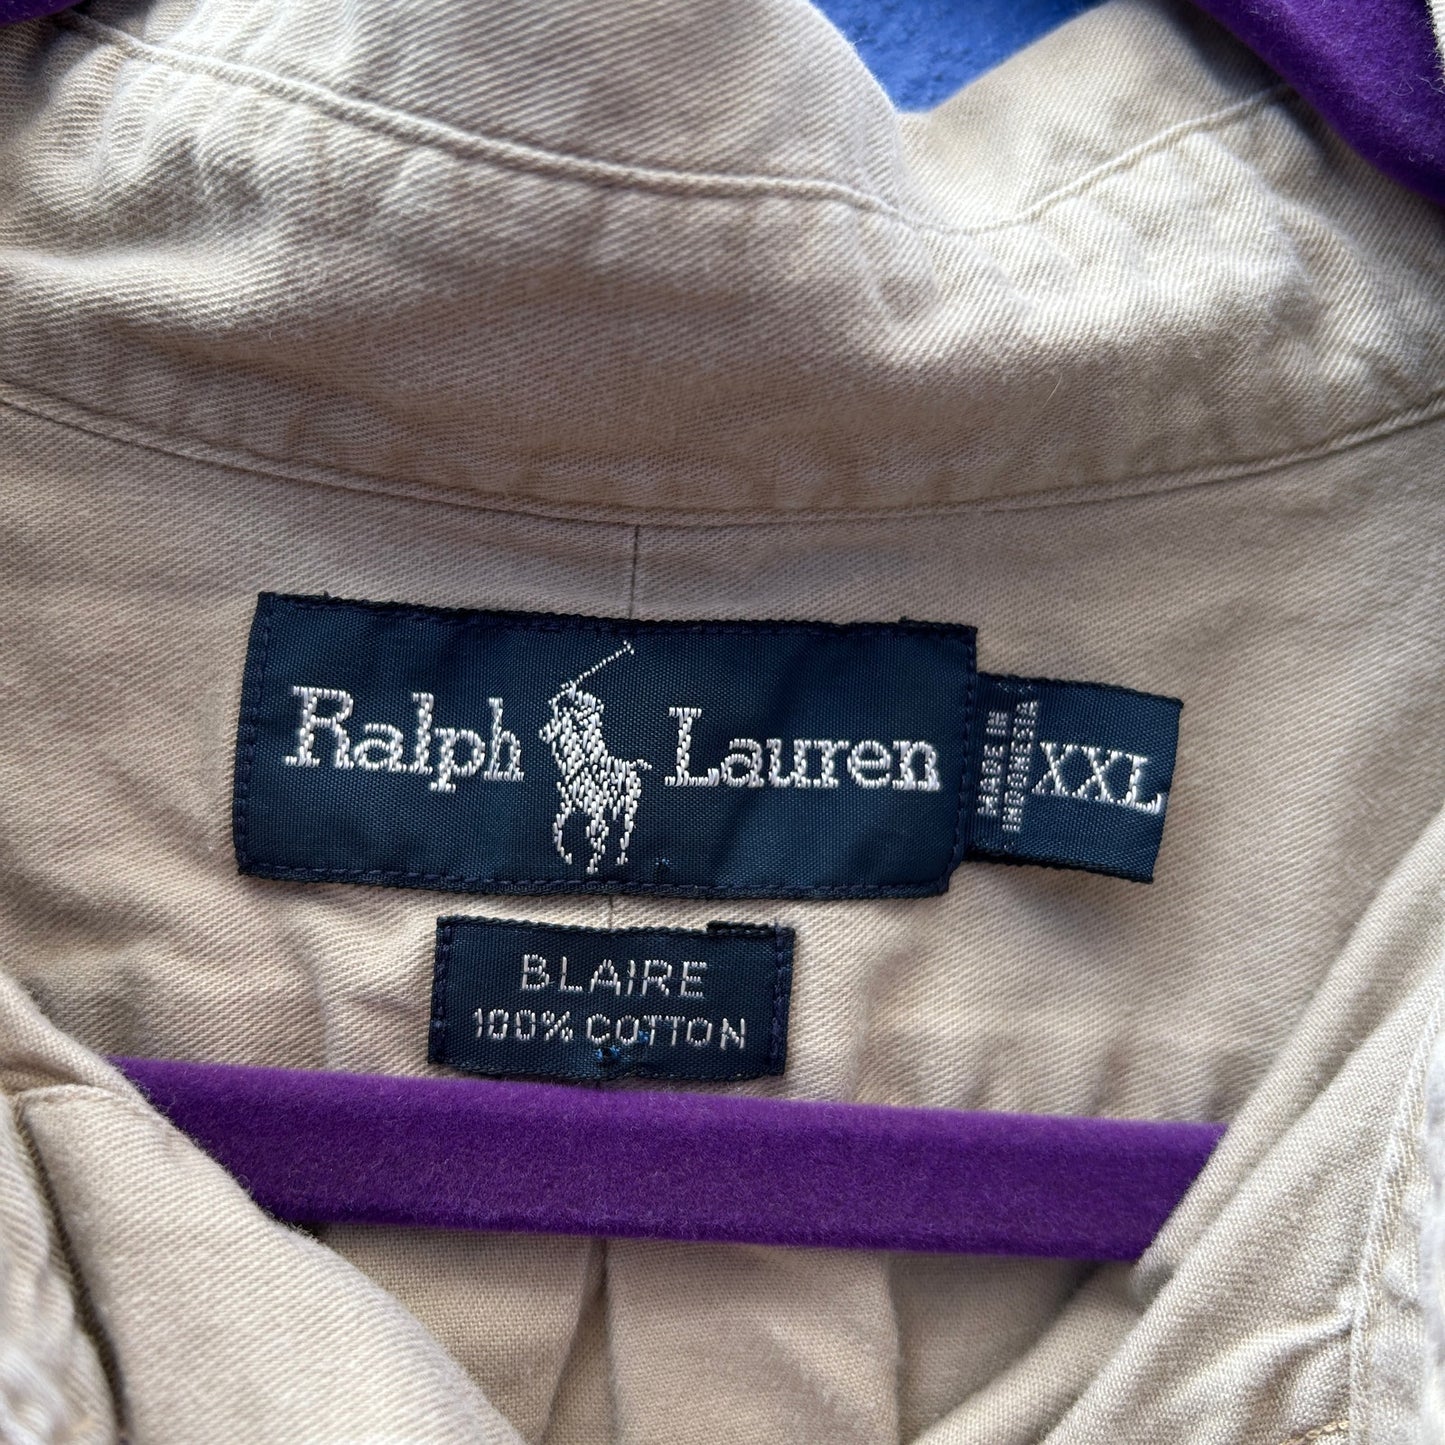 Ralph Lauren
MADE IN
INDONESIA
XXL
BLAIRE
100% COTTON